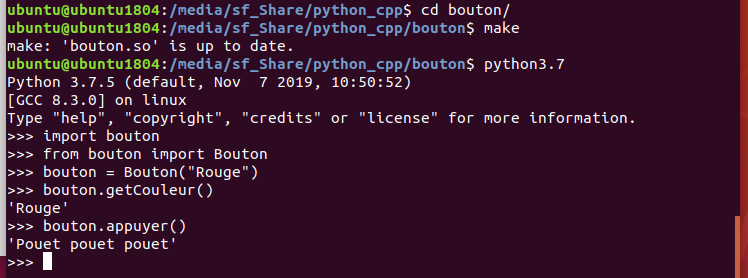 ubuntu@ubuntu1804:/media/sf_Share/python_cpp$ cd bouton/
ubuntu@ubuntu1804:/media/sf_Share/python_cpp/bouton$ make
make: 'bouton.so' is up to date.
ubuntu@ubuntu1804:/media/sf_Share/python_cpp/bouton$ python3.7
Python 3.7.5 (default, Nov  7 2019, 10:50:52)
[GCC 8.3.0] on linux
Type "help", "copyright", "credits" or "license" for more information.
>>> import bouton
>>> from bouton import Bouton
>>> bouton = Bouton("Rouge")
>>> bouton.getCouleur()
'Rouge'
>>> bouton.appuyer()
'Pouet pouet pouet'
>>>